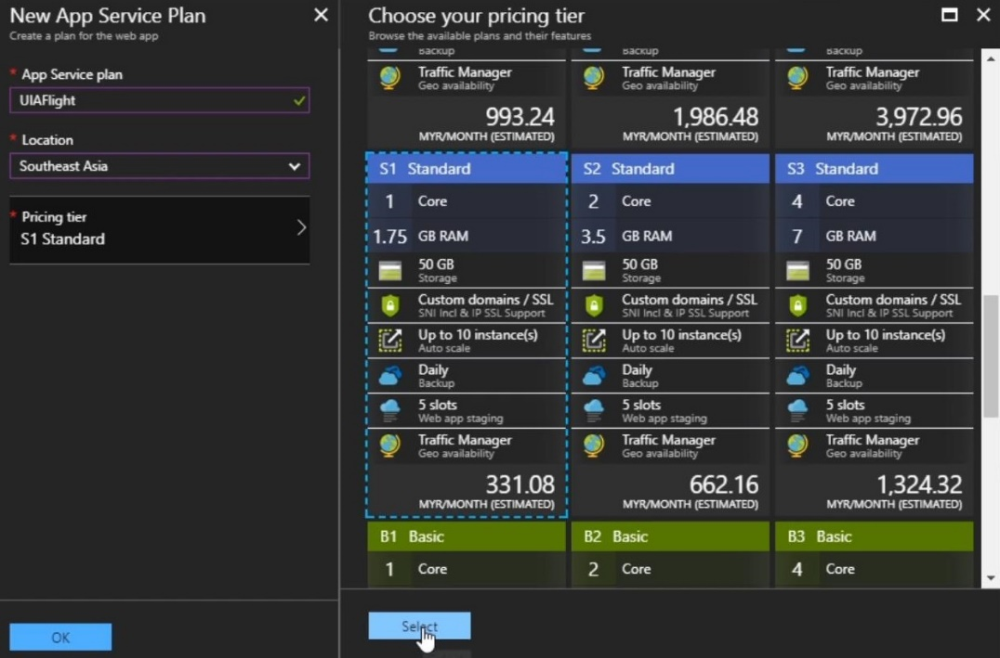 New App Service Plan
Create a plan for the web app
* App Service plan
UIAFlight
* Location
Southeast Asia
* Pricing tier
S1 Standard
OK
Choose your pricing tier
Browse the available plans and their features
Backup Backup Backup
Traffic Manager Traffic Manager Traffic Manager
Geo availability Geo availability Geo availability
993.24 1,986.48 3,972.96
MYR/MONTH (ESTIMATED) MYR/MONTH (ESTIMATED) MYR/MONTH (ESTIMATED)
S1 Standard S2 Standard S3 Standard
1 Core 2 Core 4 Core
1.75 GB RAM 3.5 GB RAM 7 GB RAM
50 GB 50 GB 50 GB
Storage Storage Storage
Custom domains / SSL Custom domains / SSL Custom domains / SSL
SNI Incl & IP SSL Support SNI Incl & IP SSL Support SNI Incl & IP SSL Support
Up to 10 instance(s) Up to 10 instance(s) Up to 10 instance(s)
Auto scale Auto scale Auto scale
Daily Daily Daily
Backup Backup Backup
5 slots 5 slots 5 slots
Web app staging Web app staging Web app staging
Traffic Manager Traffic Manager Traffic Manager
Geo availability Geo availability Geo availability
331.08 662.16 1,324.32
MYR/MONTH (ESTIMATED) MYR/MONTH (ESTIMATED) MYR/MONTH (ESTIMATED)
B1 Basic B2 Basic B3 Basic
1 Core 2 Core 4 Core
Select